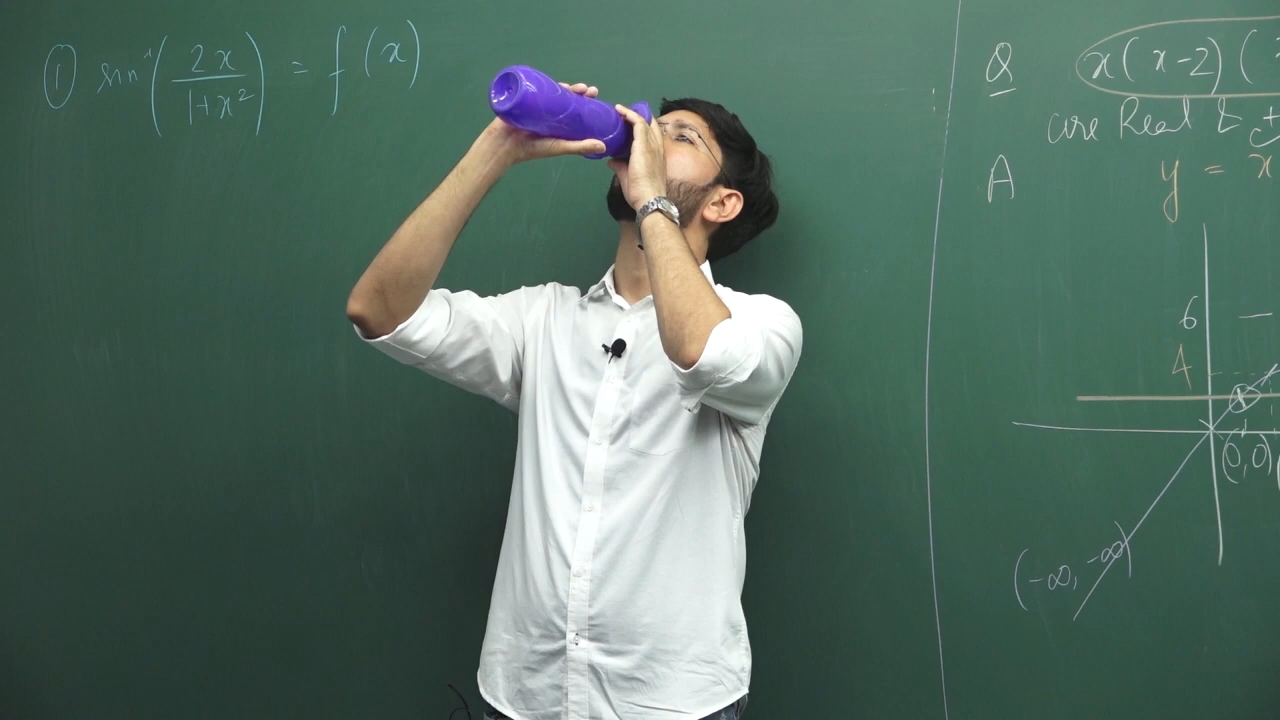 ① sin⁻¹(2x/1+x²) = f(x)
Q x(x-2)(
are Real &
A y = x
6
4
(0,0)
(-∞, -∞)